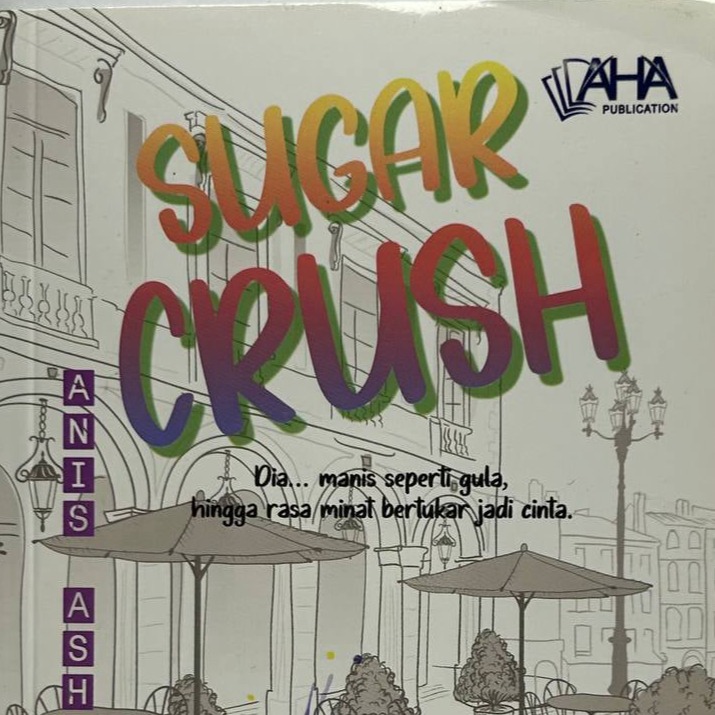 AHA
PUBLICATION
SUGAR
CRUSH
Dia... manis seperti gula,
hingga rasa minat bertukar jadi cinta.
ANIS
ASH